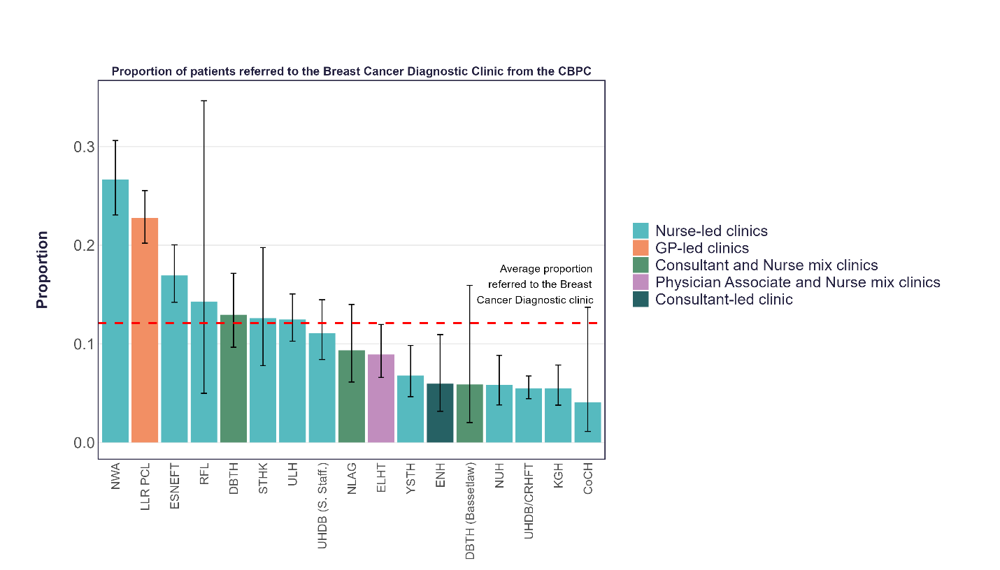 Proportion of patients referred to the Breast Cancer Diagnostic Clinic from the CBPC
Proportion
0.3
0.2
0.1
0.0
Average proportion
referred to the Breast
Cancer Diagnostic clinic
NWA
LLR PCL
ESNEFT
RFL
DBTH
STHK
ULH
UHDB (S. Staff.)
NLAG
ELHT
YSTH
ENH
DBTH (Bassetlaw)
NUH
UHDB/CRHFT
KGH
CoCH
Nurse-led clinics
GP-led clinics
Consultant and Nurse mix clinics
Physician Associate and Nurse mix clinics
Consultant-led clinic